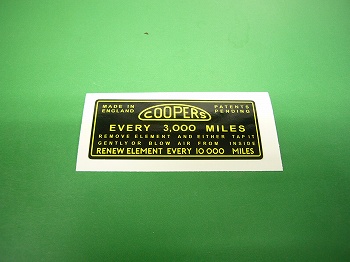 MADE IN
ENGLAND
COOPERS
PATENTS
PENDING
EVERY 3,000 MILES
REMOVE ELEMENT AND EITHER TAP IT
GENTLY OR BLOW AIR FROM INSIDE
RENEW ELEMENT EVERY 10 000 MILES